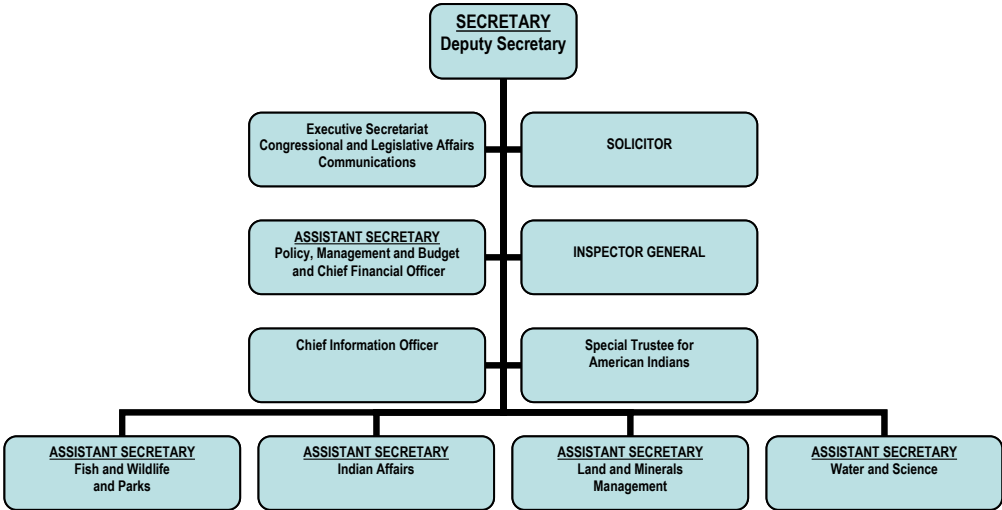 SECRETARY
Deputy Secretary
Executive Secretariat
Congressional and Legislative Affairs
Communications
SOLICITOR
ASSISTANT SECRETARY
Policy, Management and Budget
and Chief Financial Officer
INSPECTOR GENERAL
Chief Information Officer
Special Trustee for
American Indians
ASSISTANT SECRETARY
Fish and Wildlife
and Parks
ASSISTANT SECRETARY
Indian Affairs
ASSISTANT SECRETARY
Land and Minerals
Management
ASSISTANT SECRETARY
Water and Science